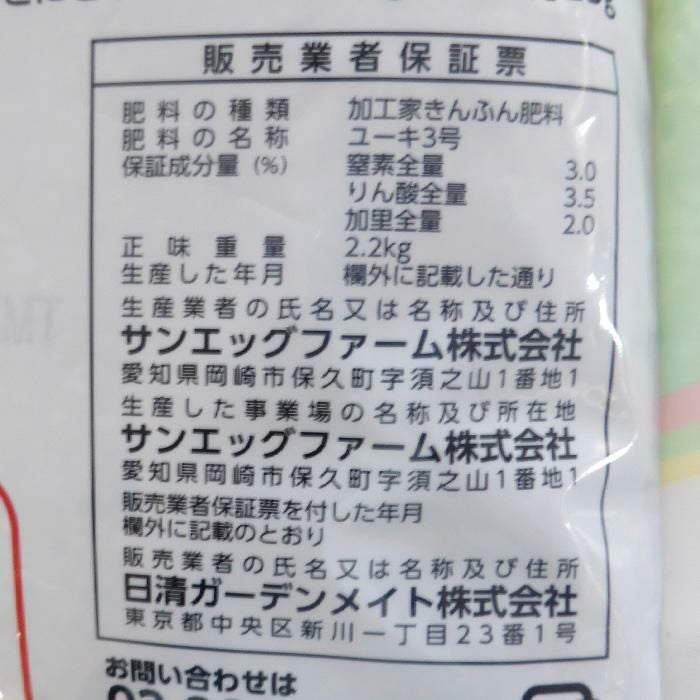 販売業者保証票
肥料の種類 加工家きんふん肥料
肥料の名称 ユーキ3号
保証成分量(%) 窒素全量 3.0
りん酸全量 3.5
加里全量 2.0
正味重量 2.2kg
生産した年月 欄外に記載した通り
生産業者の氏名又は名称及び住所
サンエッグファーム株式会社
愛知県岡崎市保久町字須之山1番地1
生産した事業場の名称及び所在地
サンエッグファーム株式会社
愛知県岡崎市保久町字須之山1番地1
販売業者保証票を付した年月
欄外に記載のとおり
販売業者の氏名又は名称及び住所
日清ガーデンメイト株式会社
東京都中央区新川一丁目23番1号
お問い合わせは